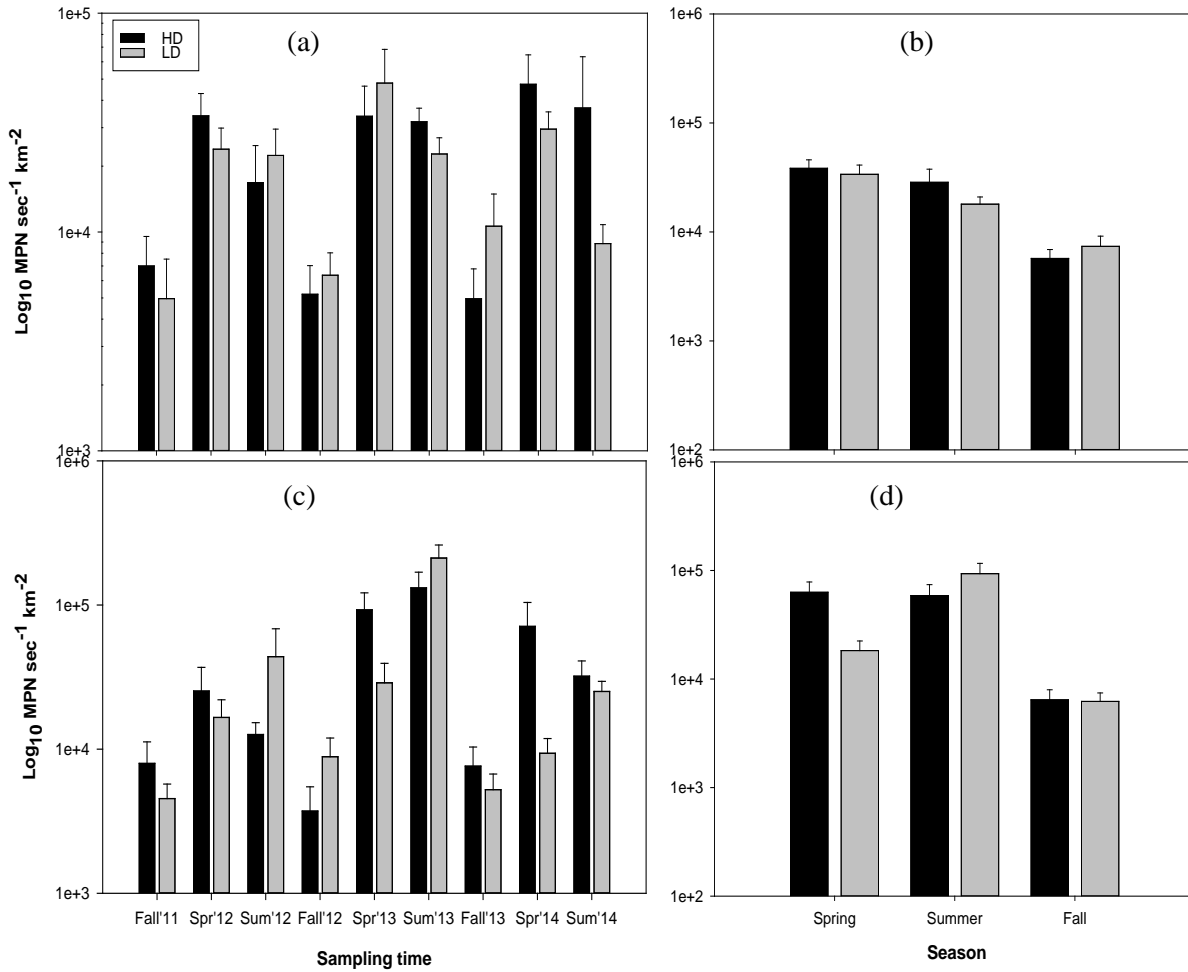 HD
LD
(a)
1e+5
1e+4
1e+3
Log10 MPN sec-1 km-2
(b)
1e+6
1e+5
1e+4
1e+3
1e+2
(c)
1e+6
1e+5
1e+4
1e+3
Log10 MPN sec-1 km-2
Fall'11 Spr'12 Sum'12 Fall'12 Spr'13 Sum'13 Fall'13 Spr'14 Sum'14
Sampling time
(d)
1e+6
1e+5
1e+4
1e+3
1e+2
Spring Summer Fall
Season